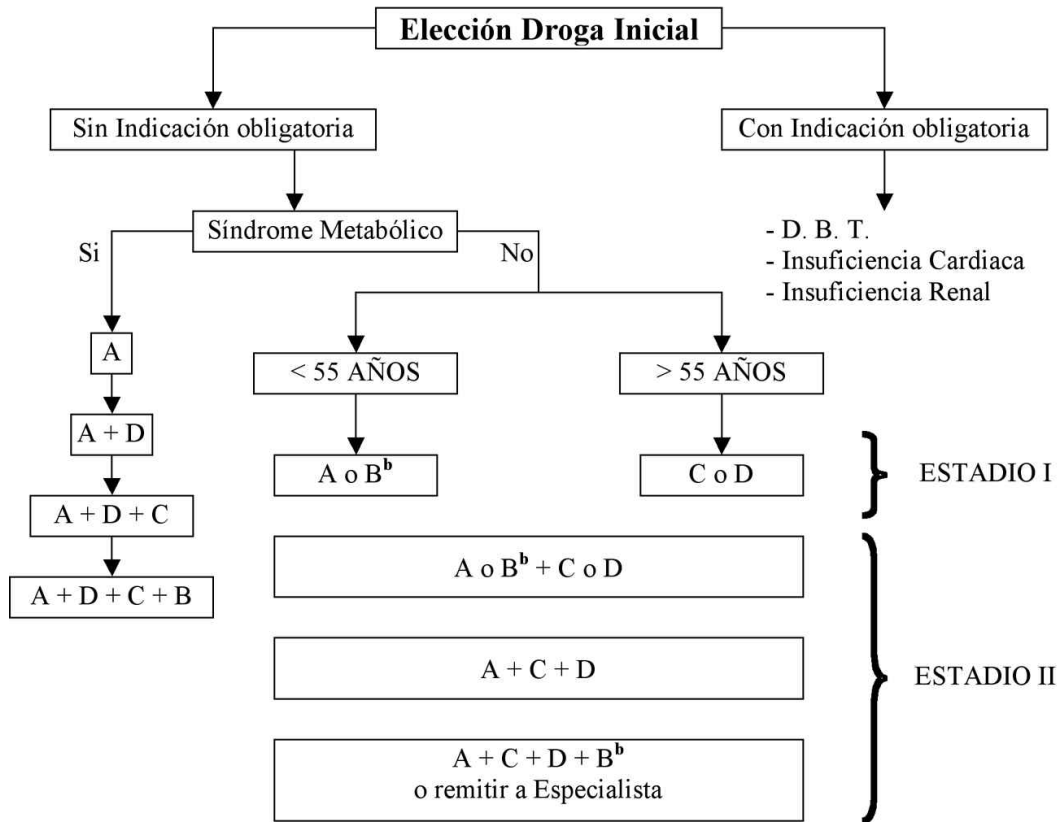 Elección Droga Inicial
Sin Indicación obligatoria
Con Indicación obligatoria
Síndrome Metabólico
- D. B. T.
- Insuficiencia Cardiaca
- Insuficiencia Renal
Si
No
A
< 55 AÑOS
> 55 AÑOS
A + D
A o Bᵇ
C o D
ESTADIO I
A + D + C
A o Bᵇ + C o D
A + D + C + B
A + C + D
ESTADIO II
A + C + D + Bᵇ
o remitir a Especialista